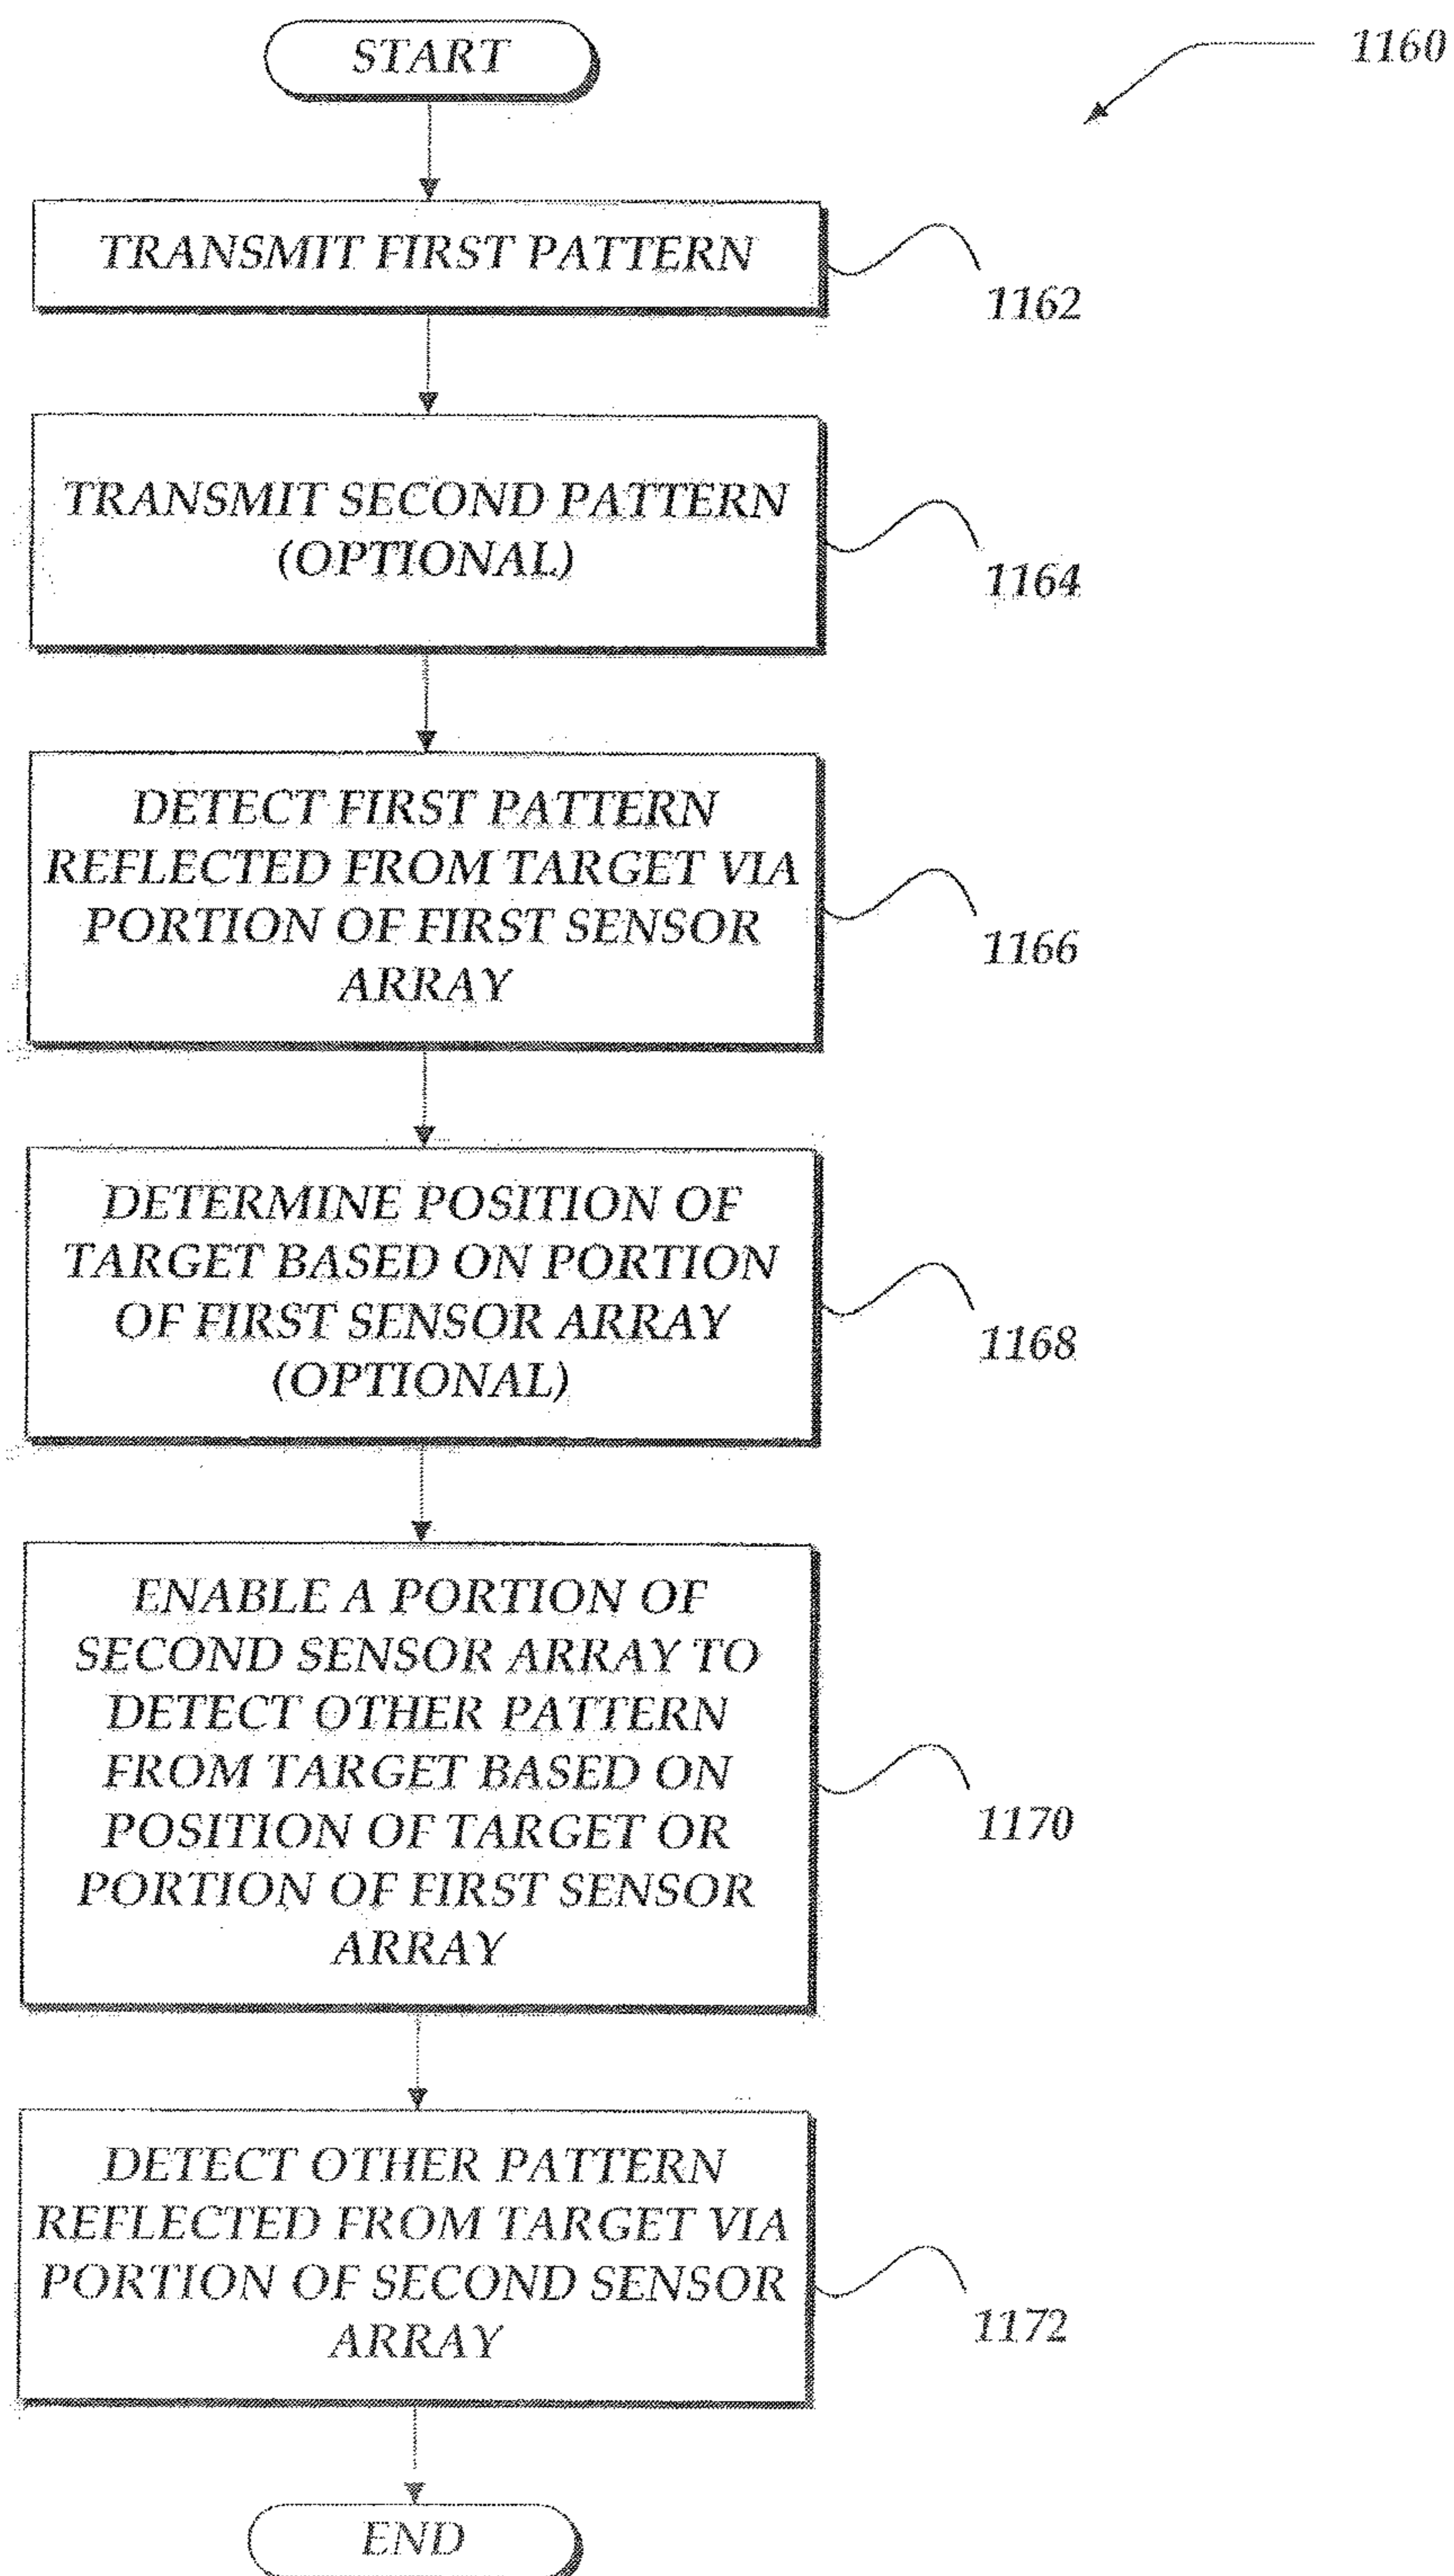 START
1160
TRANSMIT FIRST PATTERN
1162
TRANSMIT SECOND PATTERN
(OPTIONAL)
1164
DETECT FIRST PATTERN
REFLECTED FROM TARGET VIA
PORTION OF FIRST SENSOR
ARRAY
1166
DETERMINE POSITION OF
TARGET BASED ON PORTION
OF FIRST SENSOR ARRAY
(OPTIONAL)
1168
ENABLE A PORTION OF
SECOND SENSOR ARRAY TO
DETECT OTHER PATTERN
FROM TARGET BASED ON
POSITION OF TARGET OR
PORTION OF FIRST SENSOR
ARRAY
1170
DETECT OTHER PATTERN
REFLECTED FROM TARGET VIA
PORTION OF SECOND SENSOR
ARRAY
1172
END